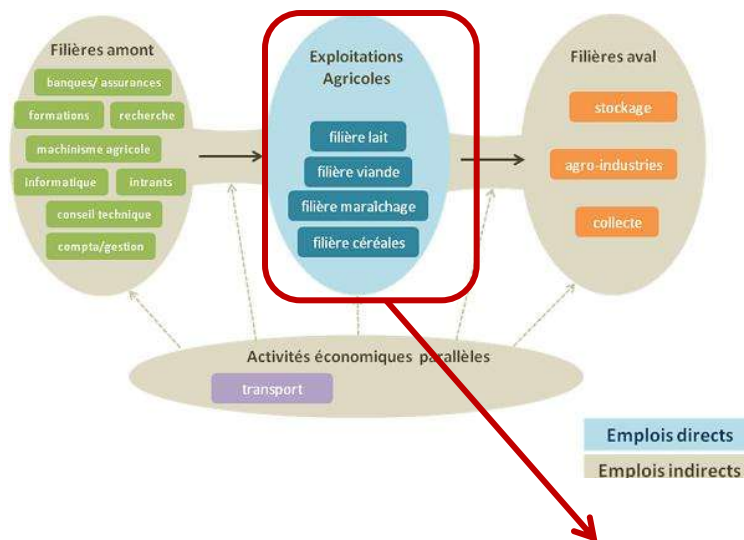 Filières amont
banques/ assurances
formations
recherche
machinisme agricole
Informatique
intrants
conseil technique
compta/gestion
Exploitations
Agricoles
filière lait
filière viande
filière maraîchage
filière céréales
Filières aval
stockage
agro-industries
collecte
Activités économiques parallèles
transport
Emplois directs
Emplois indirects